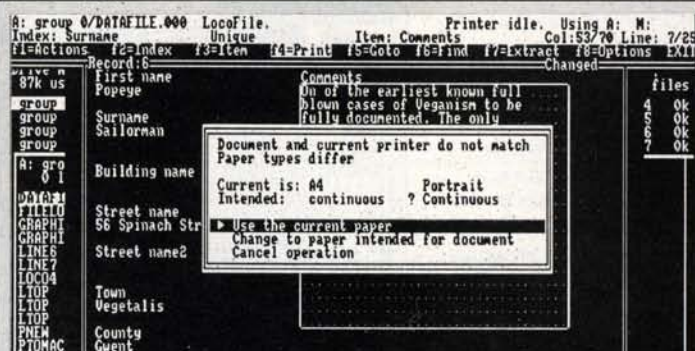 A: group 0/DATAFILE.000 LocoFile. Printer idle. Using A: M:
Index: Surname Unique Item: Comments Col:53/70 Line: 7/25
f1=Actions f2=Index f3=Item f4=Print f5=Goto f6=Find f7=Extract f8=Options EXIT
Record:6 Changed
87k us First name Comments files
Popeye On of the earliest known full
group blown cases of Veganism to be 4 0k
group Surname fully documented. The only 5 0k
group Sailorman 6 0k
group 7 0k
Document and current printer do not match
Paper types differ
A: gro
0 1 Building name
Current is: A4 Portrait
Intended: continuous ? Continuous
DATAFI
FILELO Street name
GRAPHI 56 Spinach Str
Use the current paper
GRAPHI
Change to paper intended for document
LINE6 Street name2
Cancel operation
LINE7
LOCO4
LTOP Town
LTOP Vegetalis
LTOP
PNEW County
PTOMAC Gwent